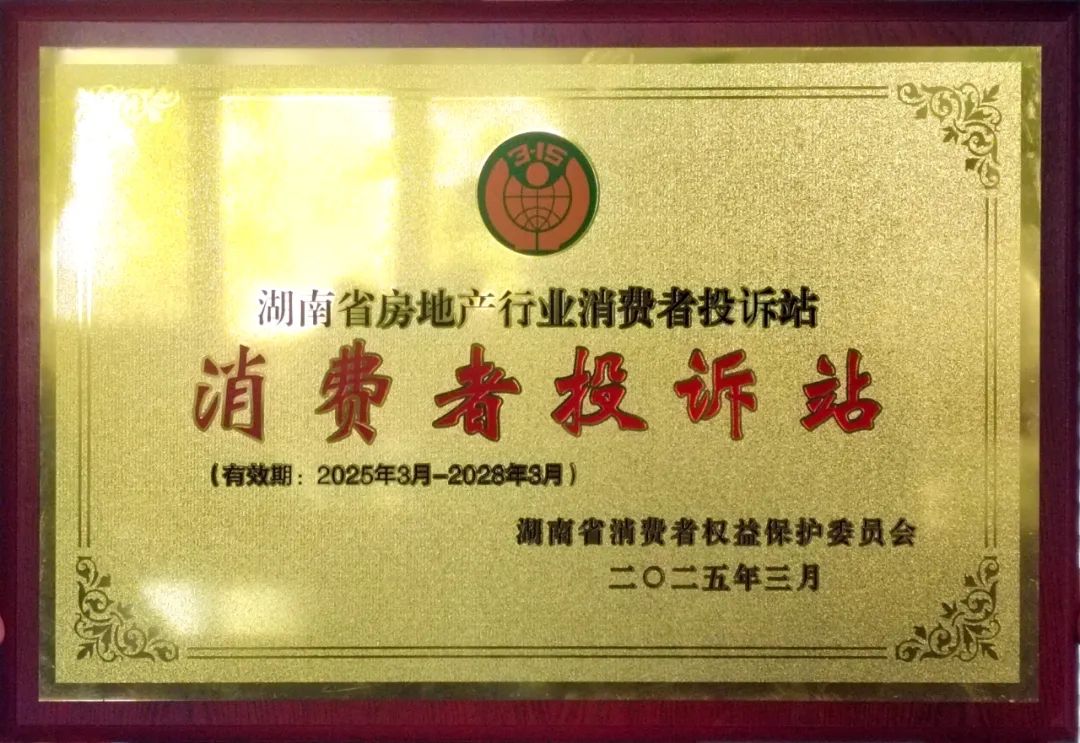 3·15
湖南省房地产行业消费者投诉站
消费者投诉站
（有效期：2025年3月-2028年3月）
湖南省消费者权益保护委员会
二〇二五年三月